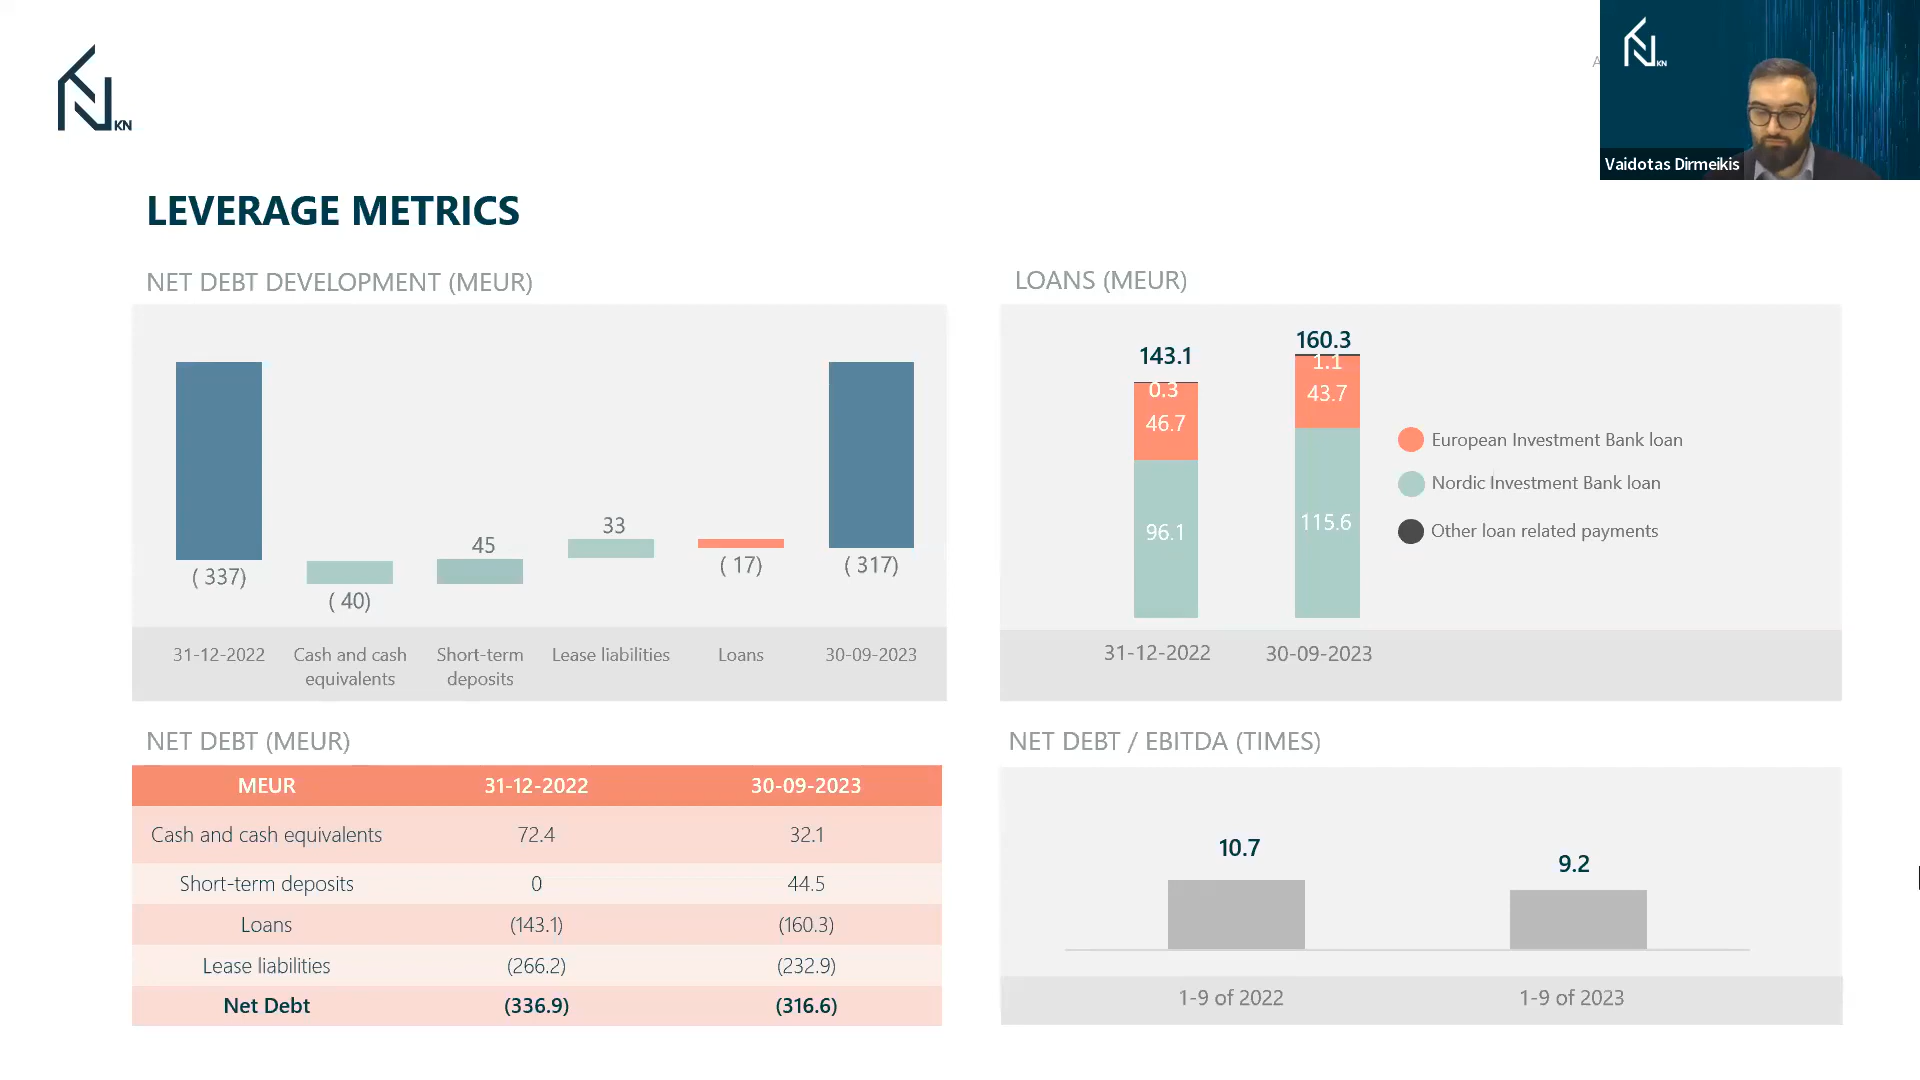 KN
A
KN
Vaidotas Dirmeikis
LEVERAGE METRICS
NET DEBT DEVELOPMENT (MEUR)
( 337)
( 40)
45
33
( 17)
( 317)
31-12-2022
Cash and cash
equivalents
Short-term
deposits
Lease liabilities
Loans
30-09-2023
LOANS (MEUR)
143.1
0.3
46.7
96.1
160.3
1.1
43.7
115.6
31-12-2022
30-09-2023
European Investment Bank loan
Nordic Investment Bank loan
Other loan related payments
NET DEBT (MEUR)
MEUR 31-12-2022 30-09-2023
Cash and cash equivalents 72.4 32.1
Short-term deposits 0 44.5
Loans (143.1) (160.3)
Lease liabilities (266.2) (232.9)
Net Debt (336.9) (316.6)
NET DEBT / EBITDA (TIMES)
10.7
9.2
1-9 of 2022
1-9 of 2023